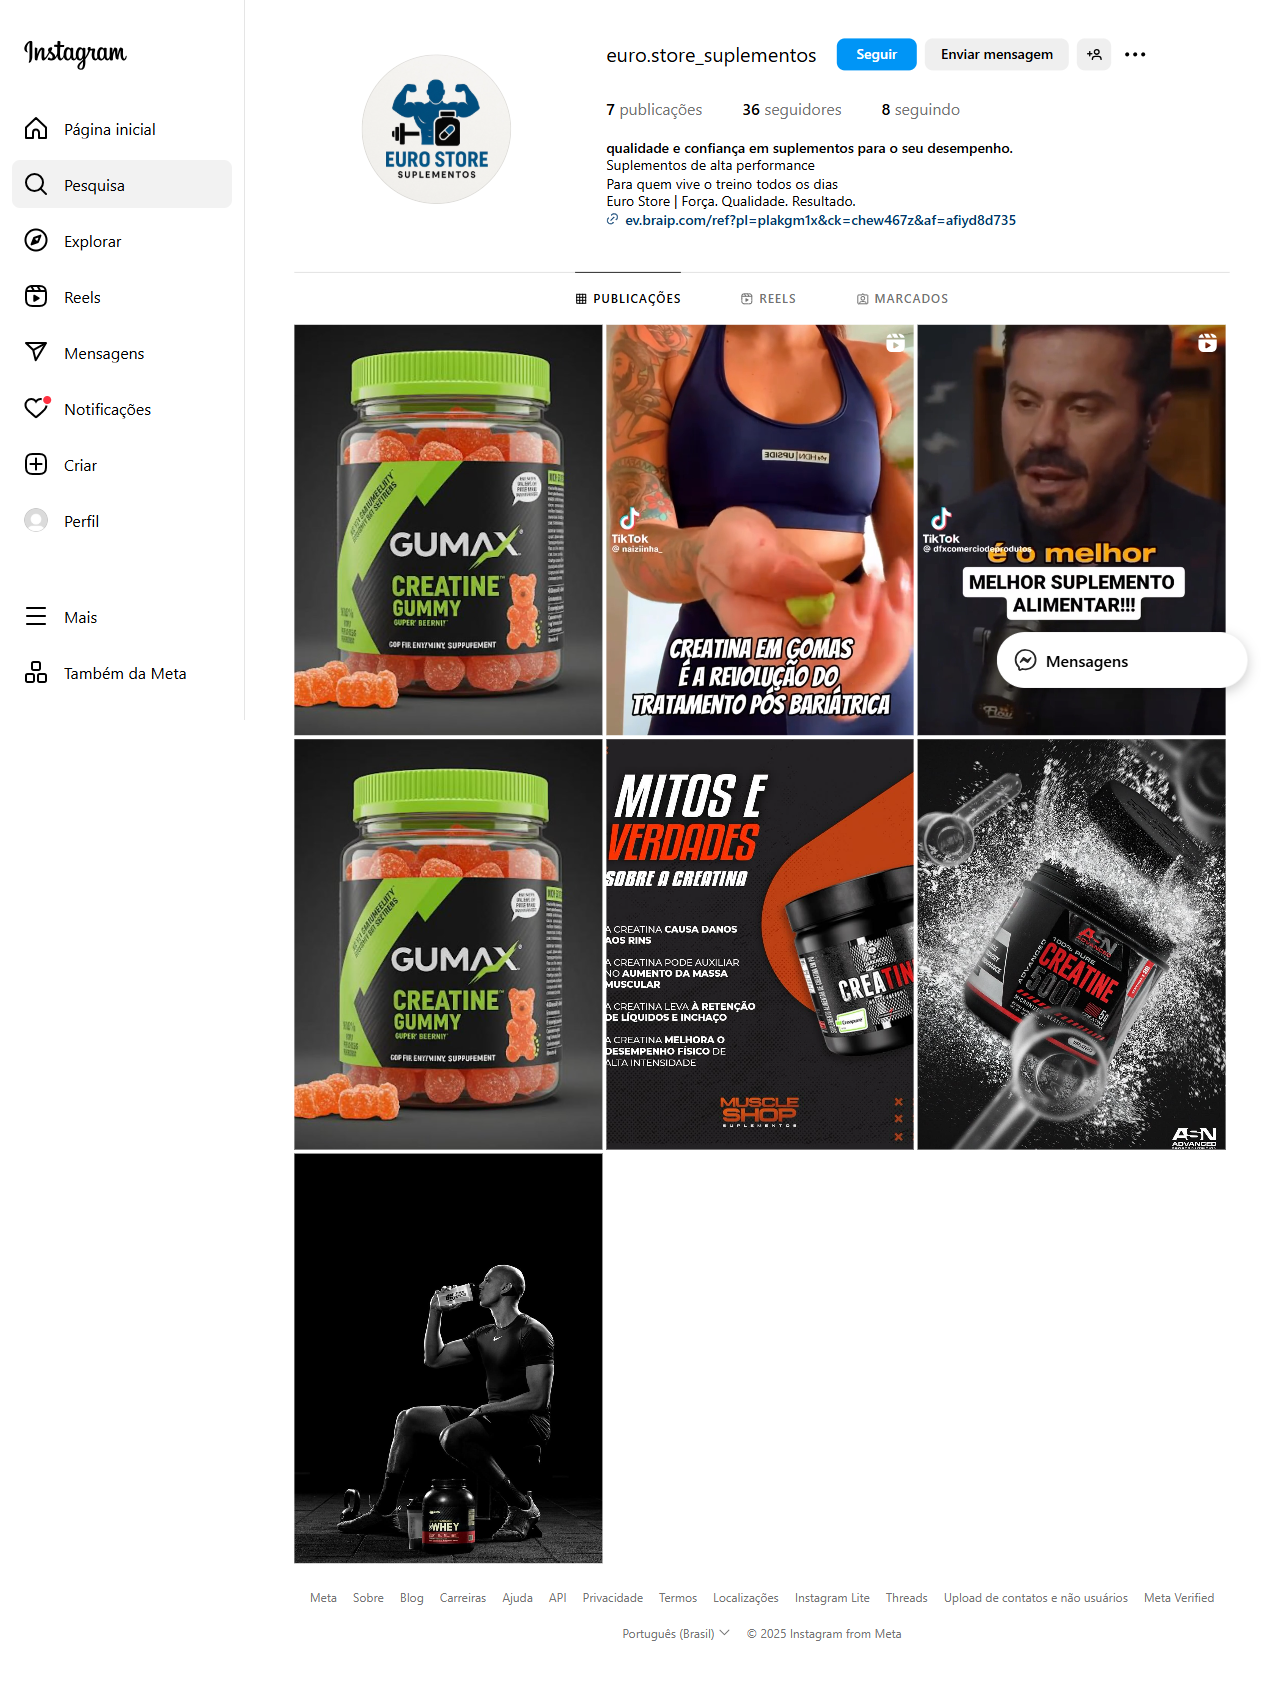 Instagram
Página inicial
Pesquisa
Explorar
Reels
Mensagens
Notificações
Criar
Perfil
Mais
Também da Meta
EURO STORE
SUPLEMENTOS
euro.store_suplementos
Seguir
Enviar mensagem
7 publicações
36 seguidores
8 seguindo
qualidade e confiança em suplementos para o seu desempenho.
Suplementos de alta performance
Para quem vive o treino todos os dias
Euro Store | Força. Qualidade. Resultado.
ev.braip.com/ref?pl=plakgm1x&ck=chew467z&af=afiyd8d735
PUBLICAÇÕES
REELS
MARCADOS
GUMAX
CREATINE
GUMMY
TikTok
@ naiziinha_
CREATINA EM GOMAS
É A REVOLUÇÃO DO
TRATAMENTO PÓS BARIÁTRICA
TikTok
@ dfxcomerciodeprodutos
é o melhor
MELHOR SUPLEMENTO
ALIMENTAR!!!
Mensagens
GUMAX
CREATINE
GUMMY
MITOS E
VERDADES
SOBRE A CREATINA
A CREATINA CAUSA DANOS
AOS RINS
A CREATINA PODE AUXILIAR
NO AUMENTO DA MASSA
MUSCULAR
A CREATINA LEVA À RETENÇÃO
DE LÍQUIDOS E INCHAÇO
A CREATINA MELHORA O
DESEMPENHO FÍSICO DE
ALTA INTENSIDADE
CREATIN
Creapure
MUSCLE
SHOP
SUPLEMENTOS
100% PURE
CREATINE
ADVANCED
WHEY
Meta
Sobre
Blog
Carreiras
Ajuda
API
Privacidade
Termos
Localizações
Instagram Lite
Threads
Upload de contatos e não usuários
Meta Verified
Português (Brasil)
© 2025 Instagram from Meta